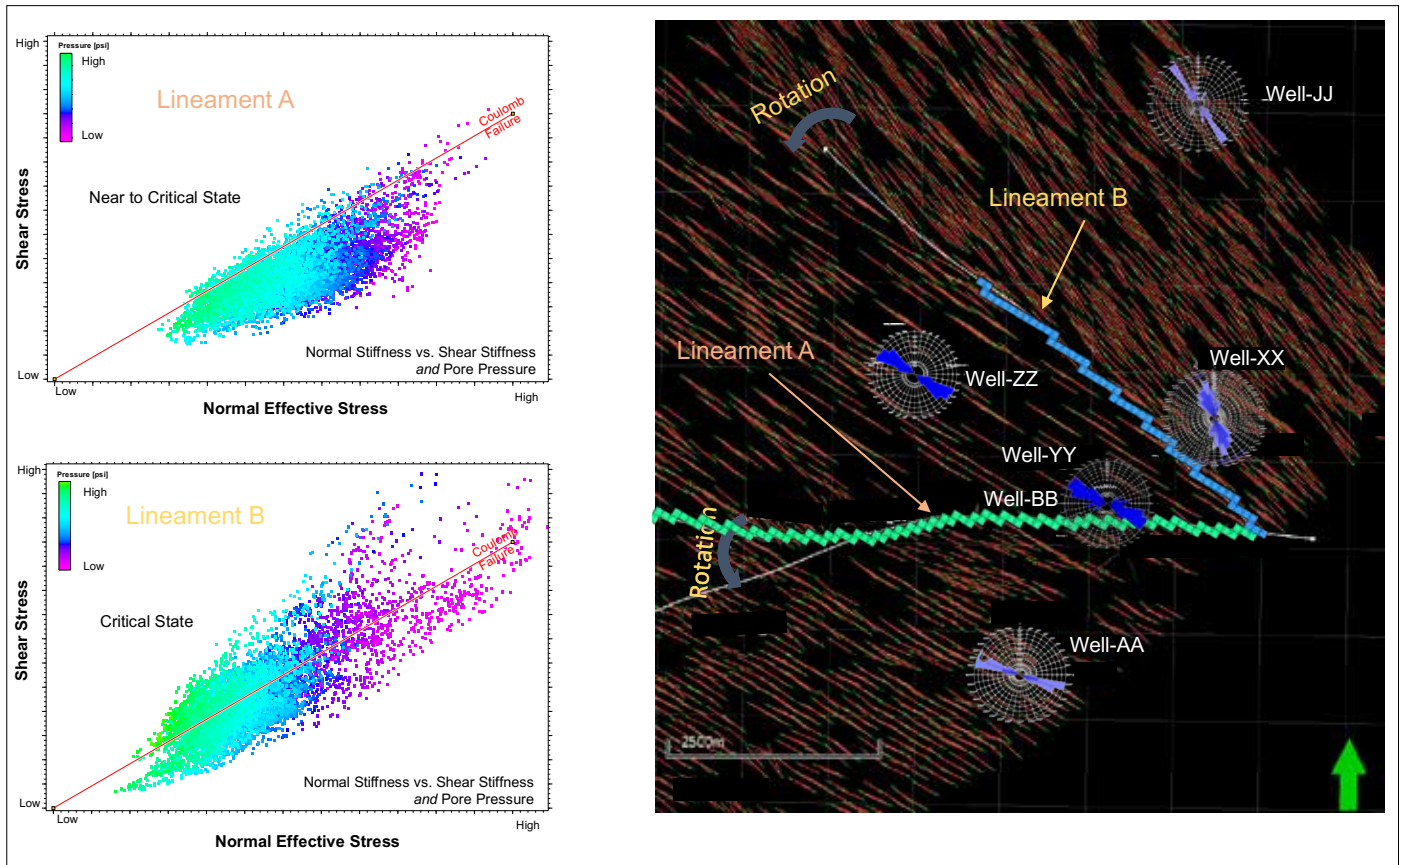 High
Pressure [psi]
High
Low
Lineament A
Coulomb
Failure
Near to Critical State
Shear Stress
Normal Stiffness vs. Shear Stiffness
and Pore Pressure
Low
Low
High
Normal Effective Stress
High
Pressure [psi]
High
Low
Lineament B
Coulomb
Failure
Critical State
Shear Stress
Normal Stiffness vs. Shear Stiffness
and Pore Pressure
Low
Low
High
Normal Effective Stress
Rotation
Well-JJ
Lineament B
Lineament A
Well-ZZ
Well-XX
Well-YY
Well-BB
Rotation
Well-AA
2500m